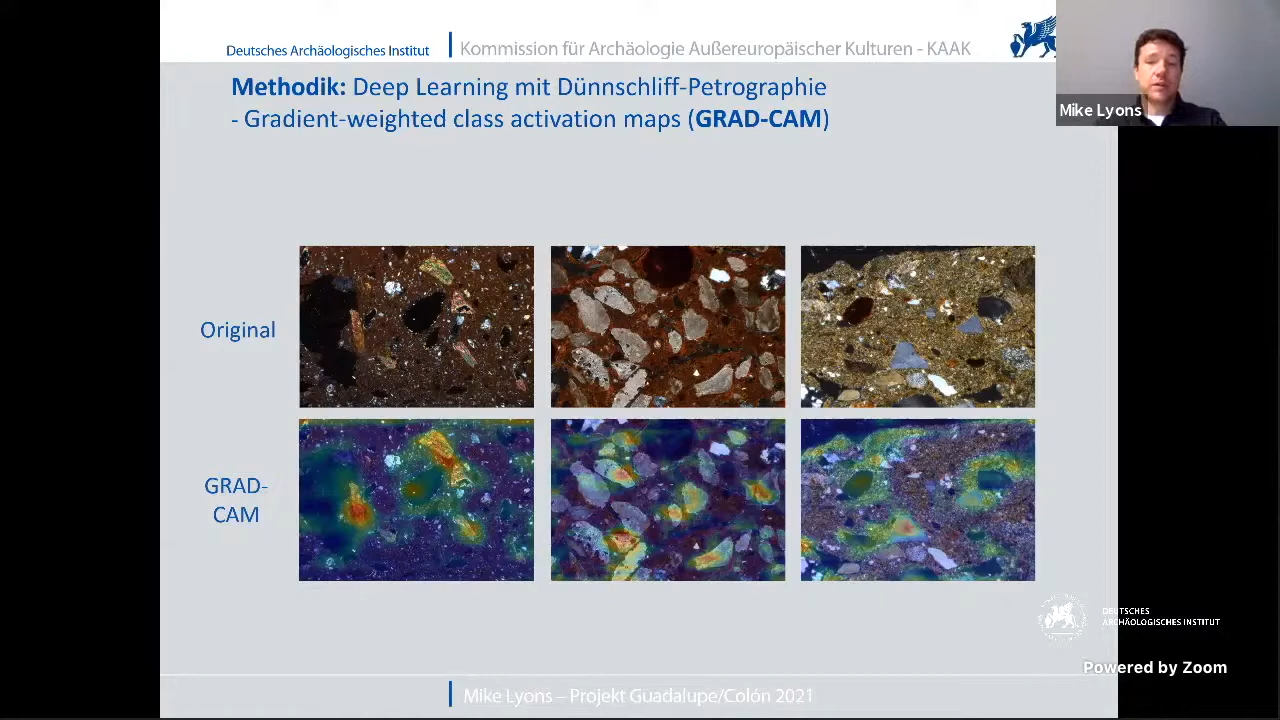 Deutsches Archäologisches Institut
Kommission für Archäologie Außereuropäischer Kulturen - KAAK
Mike Lyons
Methodik: Deep Learning mit Dünnschliff-Petrographie
- Gradient-weighted class activation maps (GRAD-CAM)
Original
GRAD-
CAM
DEUTSCHES
ARCHÄOLOGISCHES INSTITUT
Powered by Zoom
Mike Lyons – Projekt Guadalupe/Colón 2021